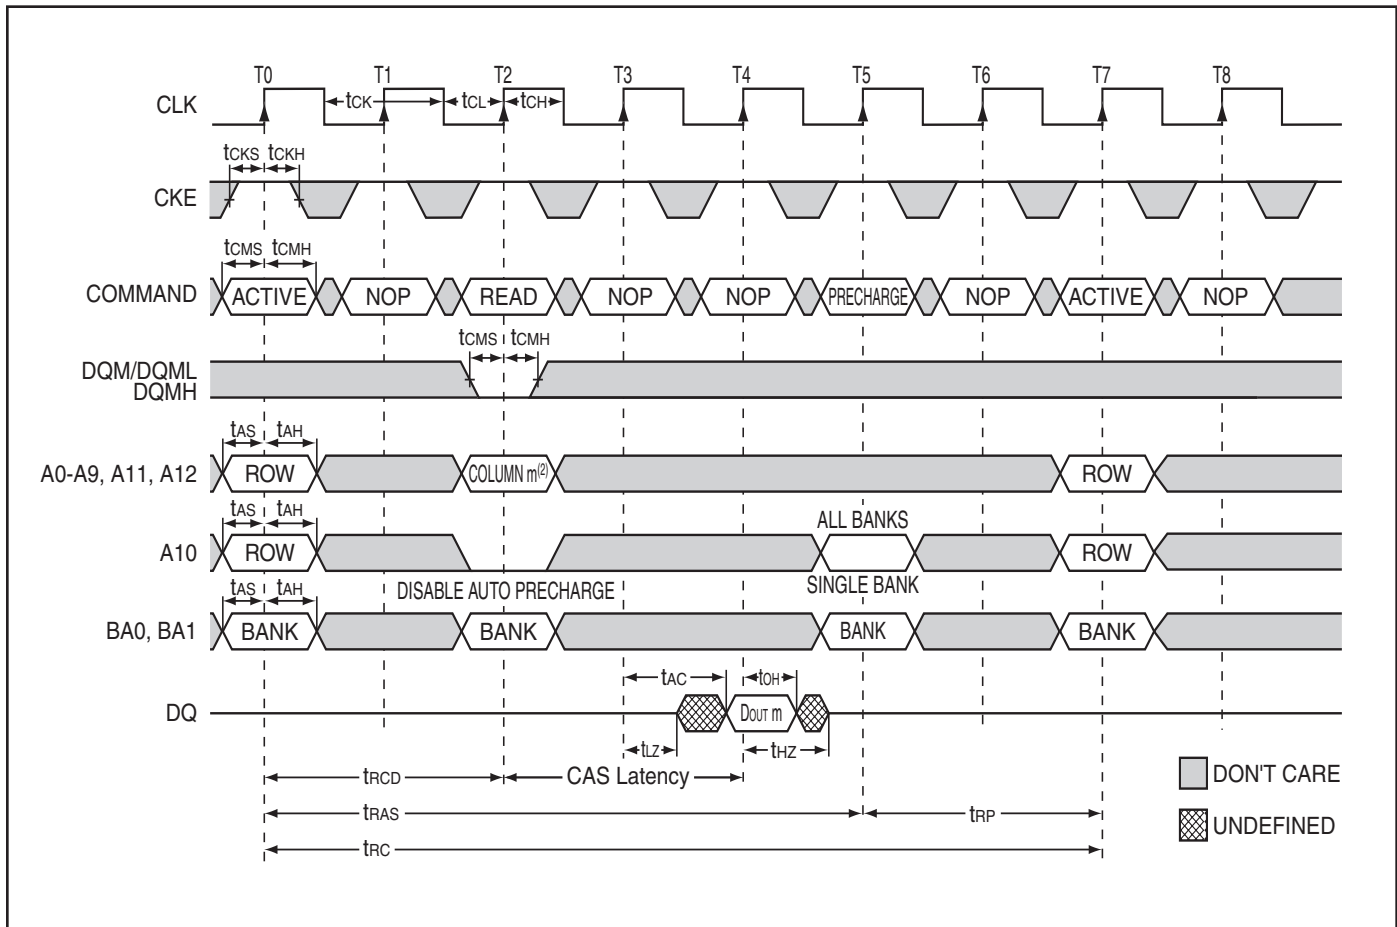 T0 T1 T2 T3 T4 T5 T6 T7 T8
CLK tCK tCL tCH
tCKS tCKH
CKE
tCMS tCMH
COMMAND ACTIVE NOP READ NOP NOP PRECHARGE NOP ACTIVE NOP
tCMS tCMH
DQM/DQML
DQMH
tAS tAH
A0-A9, A11, A12 ROW COLUMN m(2) ROW
tAS tAH ALL BANKS
A10 ROW ROW
DISABLE AUTO PRECHARGE SINGLE BANK
tAS tAH
BA0, BA1 BANK BANK BANK BANK
tAC tOH
DQ DOUT m
tLZ tHZ
tRCD CAS Latency
DON'T CARE
tRAS tRP
UNDEFINED
tRC